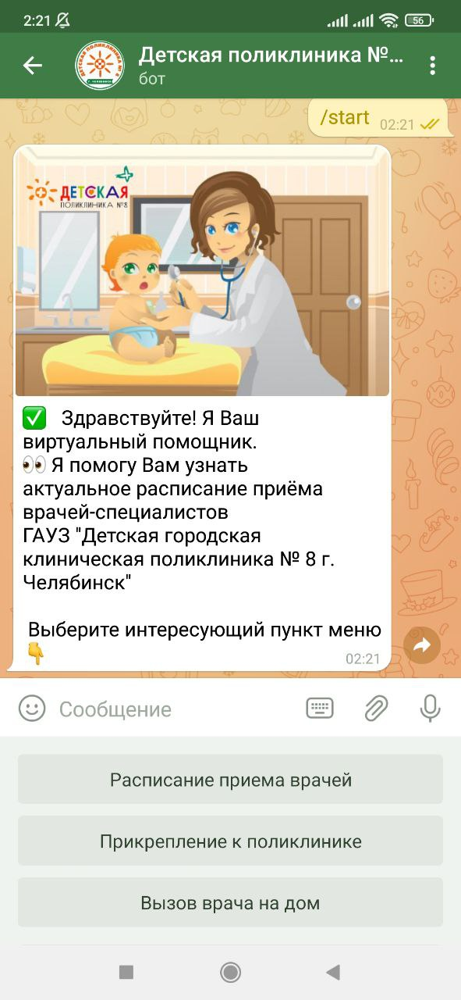 2:21
56
Детская поликлиника №...
бот
/start
02:21
ДЕТСКАЯ
ПОЛИКЛИНИКА №8
✅ Здравствуйте! Я Ваш
виртуальный помощник.
👀 Я помогу Вам узнать
актуальное расписание приёма
врачей-специалистов
ГАУЗ "Детская городская
клиническая поликлиника № 8 г.
Челябинск"
Выберите интересующий пункт меню
👇
02:21
Сообщение
Расписание приема врачей
Прикрепление к поликлинике
Вызов врача на дом